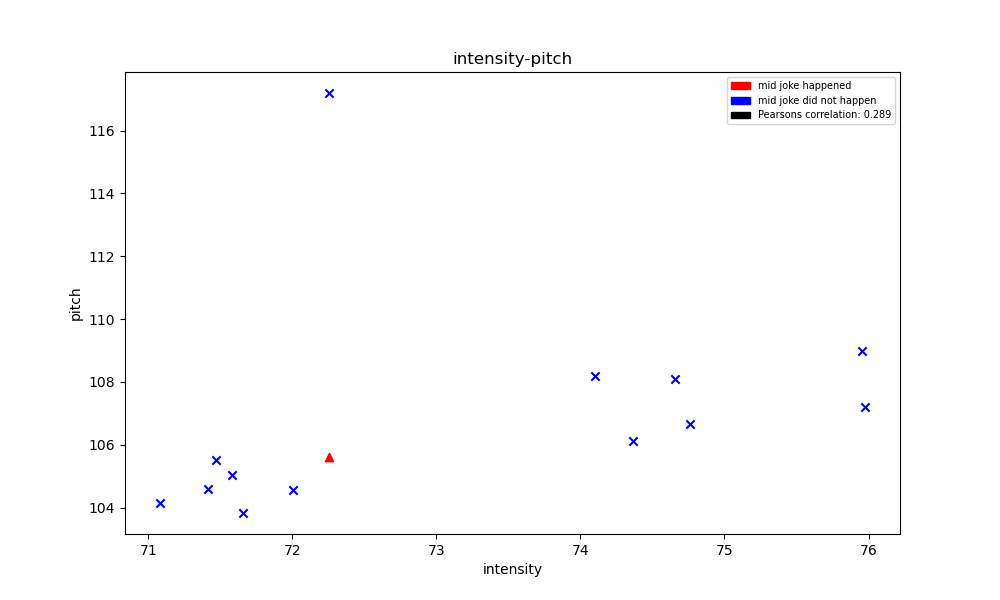 intensity-pitch
mid joke happened
mid joke did not happen
Pearsons correlation: 0.289
116
114
112
110
108
106
104
pitch
71 72 73 74 75 76
intensity